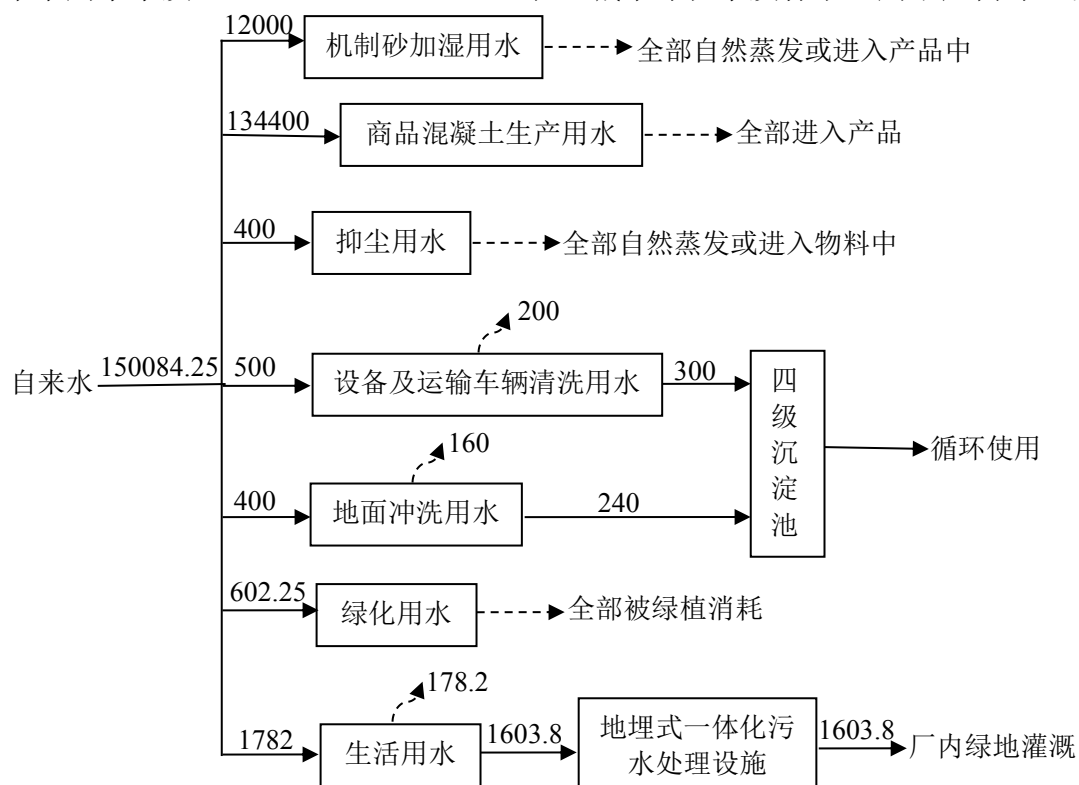 12000
机制砂加湿用水
全部自然蒸发或进入产品中
134400
商品混凝土生产用水
全部进入产品
400
抑尘用水
全部自然蒸发或进入物料中
200
自来水
150084.25
500
设备及运输车辆清洗用水
300
四级沉淀池
循环使用
160
400
地面冲洗用水
240
602.25
绿化用水
全部被绿植消耗
178.2
1782
生活用水
1603.8
地埋式一体化污
水处理设施
1603.8
厂内绿地灌溉